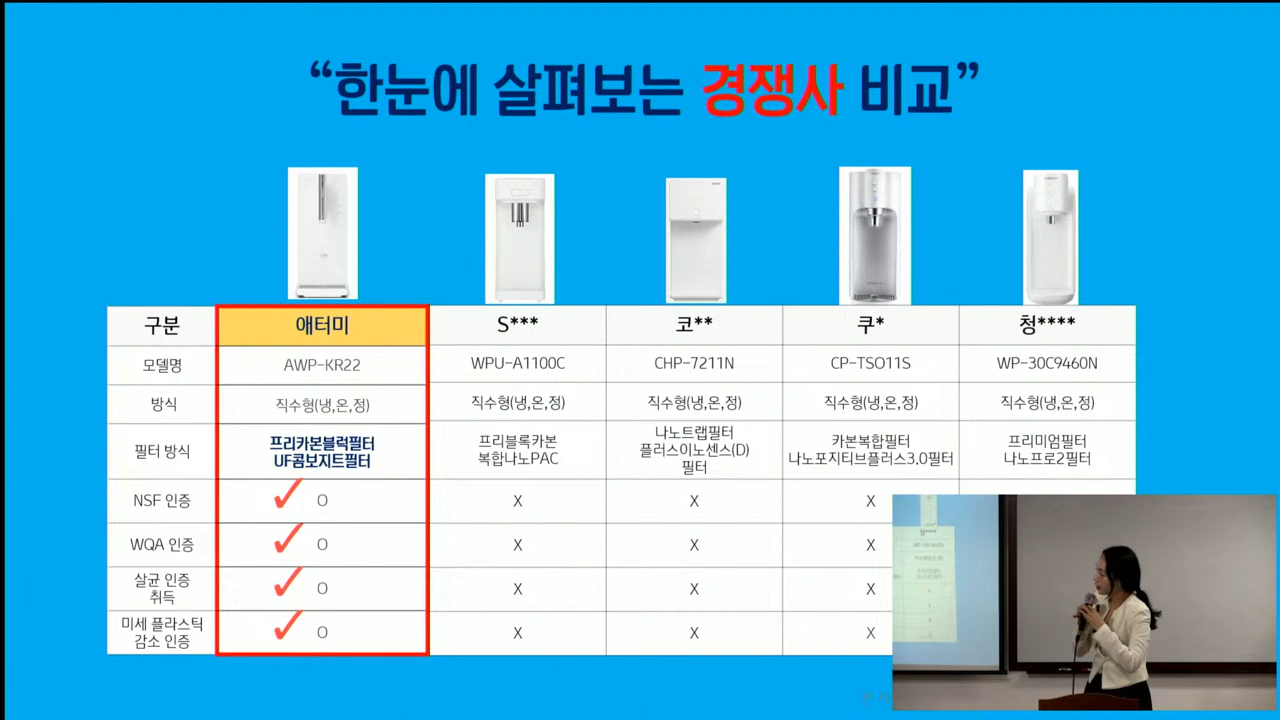 “한눈에 살펴보는 경쟁사 비교”
구분 애터미 S*** 코** 쿠* 청****
모델명 AWP-KR22 WPU-A1100C CHP-7211N CP-TSO11S WP-30C9460N
방식 직수형(냉,온,정) 직수형(냉,온,정) 직수형(냉,온,정) 직수형(냉,온,정) 직수형(냉,온,정)
필터 방식
프리카본블럭필터
UF콤보지트필터
프리블록카본
복합나노PAC
나노트랩필터
플러스이노센스(D)
필터
카본복합필터
나노포지티브플러스3.0필터
프리미엄필터
나노프로2필터
NSF 인증 O X X X
WQA 인증 O X X X
살균 인증
취득
O X X X
미세 플라스틱
감소 인증
O X X X